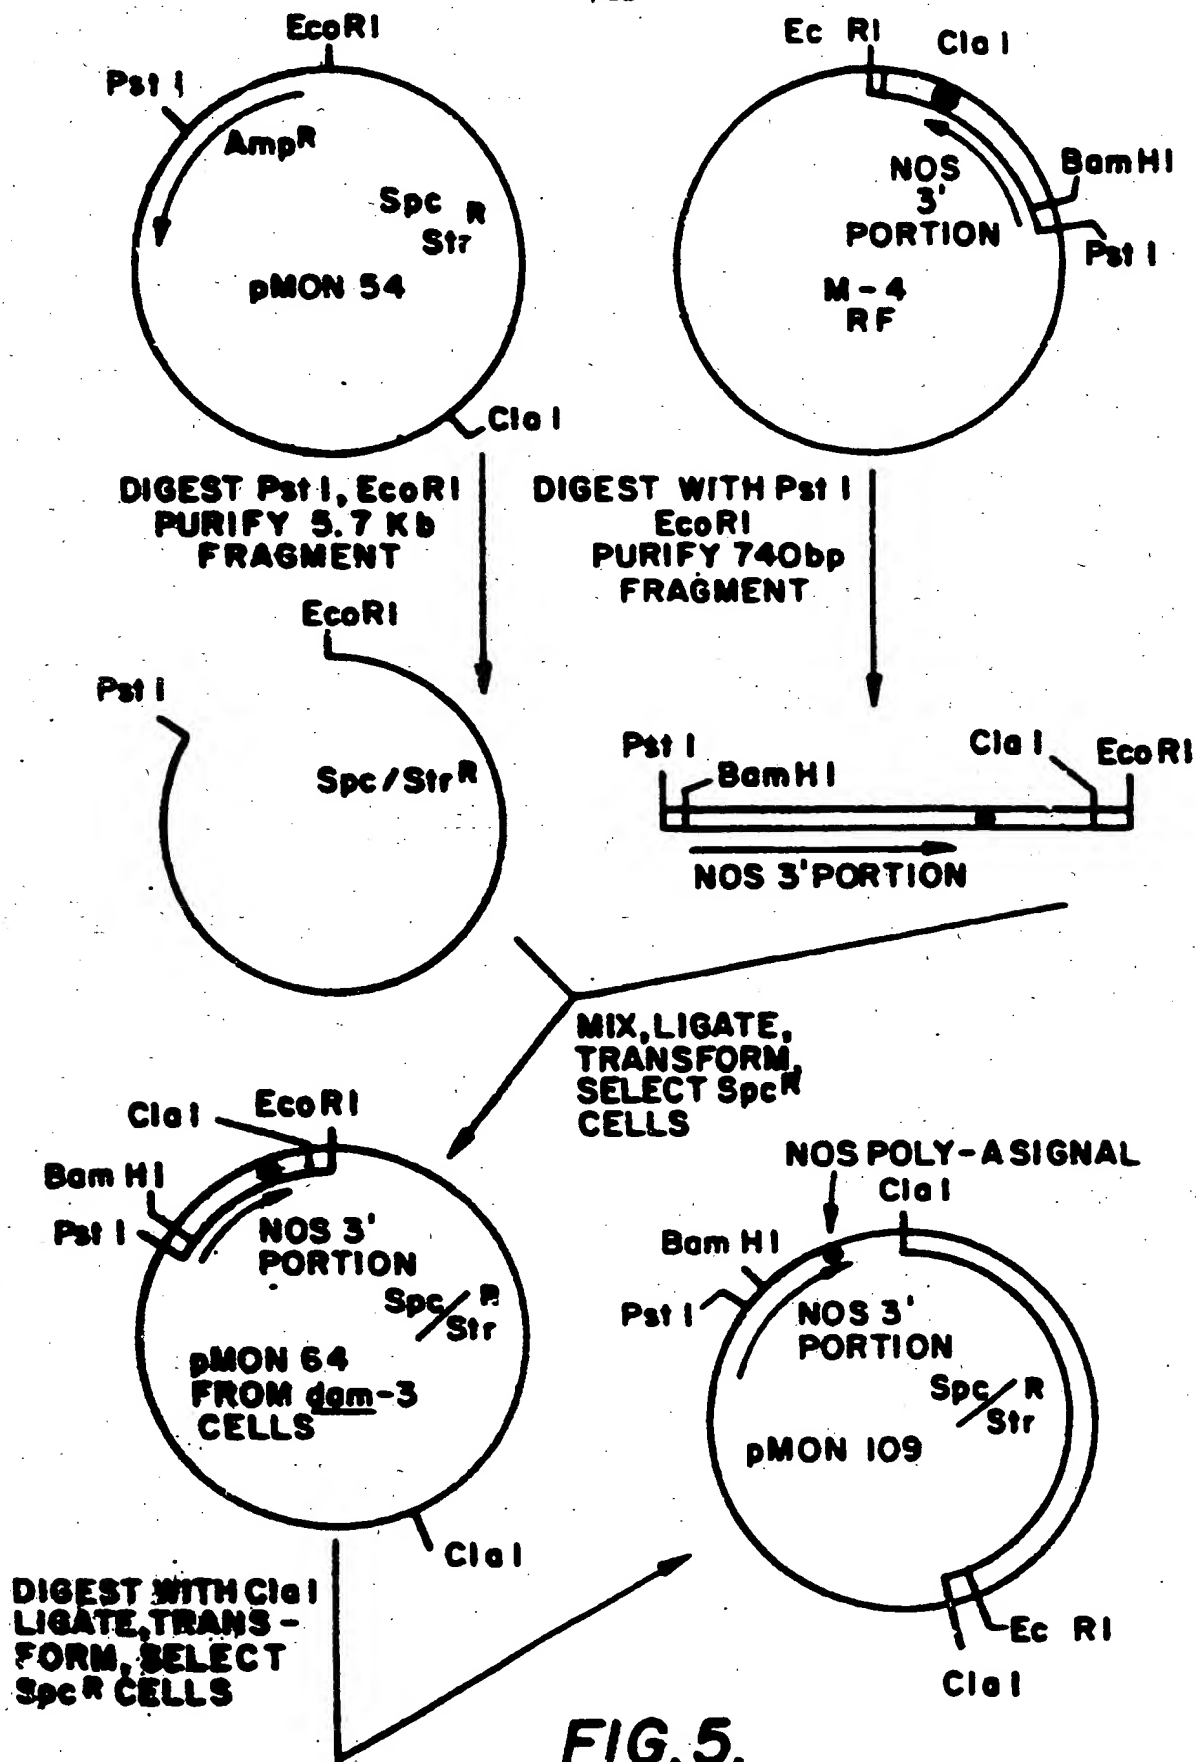 EcoRI
Pst I
Amp^R
Spc R
Str
pMON 54
Cla I
Ec RI
Cla I
BamHI
Pst I
NOS
3'
PORTION
M-4
RF
DIGEST Pst I, EcoRI
PURIFY 5.7 Kb
FRAGMENT
DIGEST WITH Pst I
EcoRI
PURIFY 740bp
FRAGMENT
EcoRI
Pst I
Spc/Str^R
Pst I
BamHI
Cla I
EcoRI
NOS 3' PORTION
MIX, LIGATE,
TRANSFORM,
SELECT Spc^R
CELLS
Cla I
EcoRI
Bam HI
Pst I
NOS 3'
PORTION
Spc/ R
Str
pMON 64
FROM dam-3
CELLS
Cla I
NOS POLY-A SIGNAL
Cla I
Bam HI
Pst I
NOS 3'
PORTION
Spc/ R
Str
pMON 109
Ec RI
Cla I
DIGEST WITH Cla I
LIGATE, TRANS-
FORM, SELECT
Spc^R CELLS
FIG. 5.